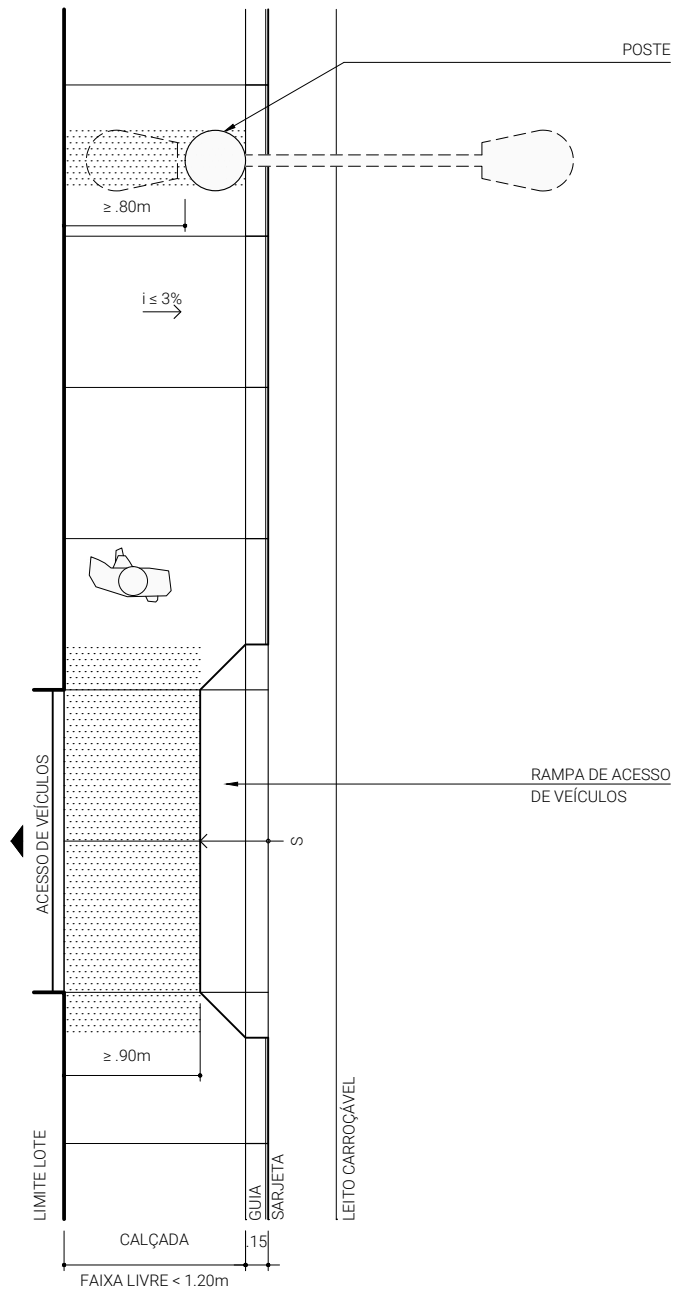 POSTE
≥ .80m
i ≤ 3%
ACESSO DE VEÍCULOS
RAMPA DE ACESSO
DE VEÍCULOS
S
≥ .90m
LIMITE LOTE
GUIA
SARJETA
LEITO CARROÇÁVEL
CALÇADA
.15
FAIXA LIVRE < 1.20m